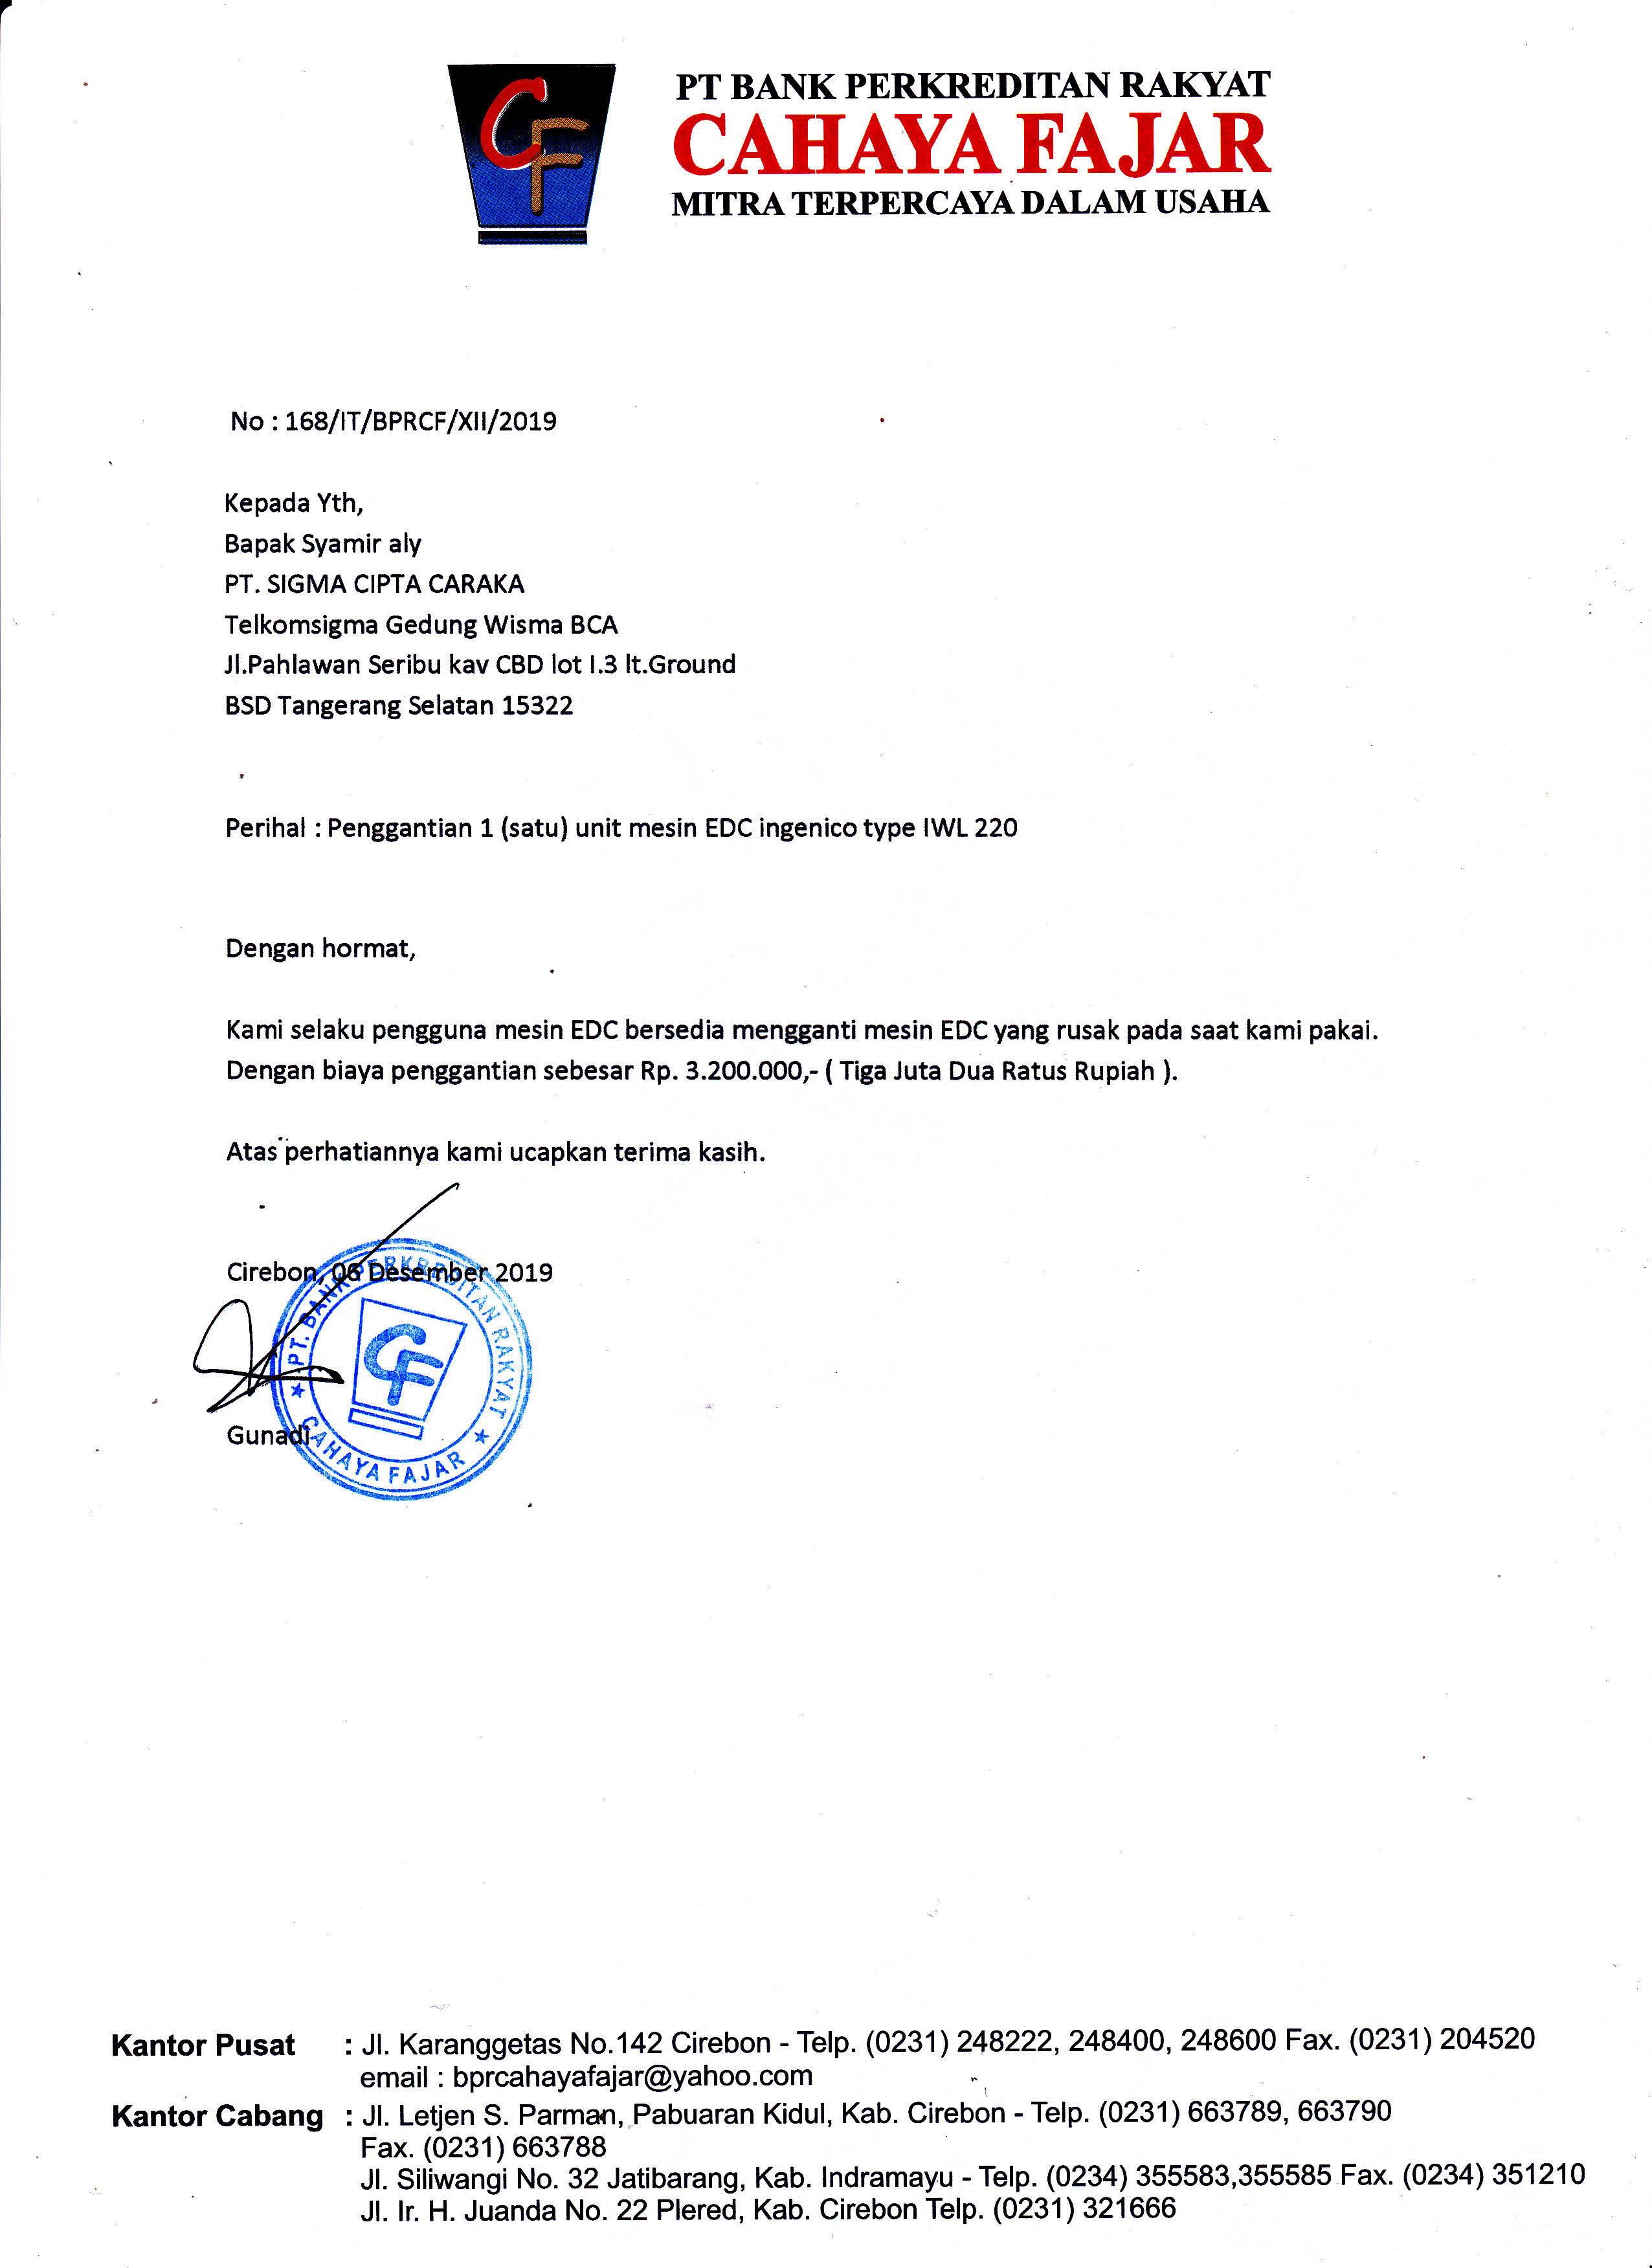 CF
PT BANK PERKREDITAN RAKYAT
CAHAYA FAJAR
MITRA TERPERCAYA DALAM USAHA
No : 168/IT/BPRCF/XII/2019
Kepada Yth,
Bapak Syamir aly
PT. SIGMA CIPTA CARAKA
Telkomsigma Gedung Wisma BCA
Jl.Pahlawan Seribu kav CBD lot I.3 lt.Ground
BSD Tangerang Selatan 15322
Perihal : Penggantian 1 (satu) unit mesin EDC ingenico type IWL 220
Dengan hormat,
Kami selaku pengguna mesin EDC bersedia mengganti mesin EDC yang rusak pada saat kami pakai.
Dengan biaya penggantian sebesar Rp. 3.200.000,- ( Tiga Juta Dua Ratus Rupiah ).
Atas perhatiannya kami ucapkan terima kasih.
Cirebon, 06 Desember 2019
PT. BANK PERKREDITAN RAKYAT
CF
CAHAYA FAJAR
Gunadi
Kantor Pusat : Jl. Karanggetas No.142 Cirebon - Telp. (0231) 248222, 248400, 248600 Fax. (0231) 204520
email : bprcahayafajar@yahoo.com
Kantor Cabang : Jl. Letjen S. Parman, Pabuaran Kidul, Kab. Cirebon - Telp. (0231) 663789, 663790
Fax. (0231) 663788
Jl. Siliwangi No. 32 Jatibarang, Kab. Indramayu - Telp. (0234) 355583,355585 Fax. (0234) 351210
Jl. Ir. H. Juanda No. 22 Plered, Kab. Cirebon Telp. (0231) 321666